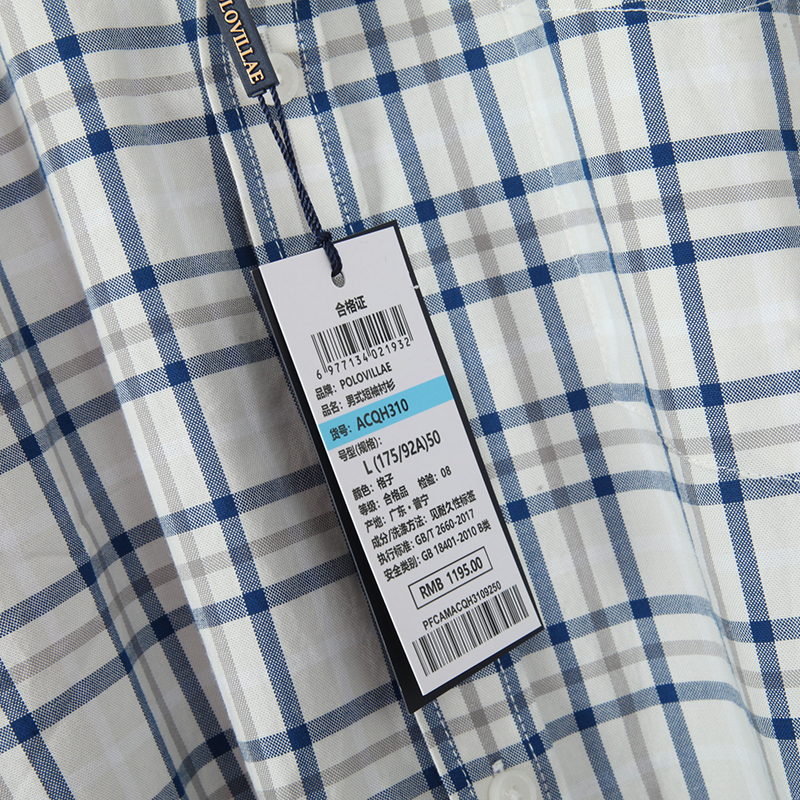 POLOVILLAE
合格证
6 977134 021932
品牌: POLOVILLAE
品名: 男式短袖衬衫
货号: ACQH310
号型(规格):
L(175/92A)50
颜色: 格子
等级: 合格品 检验: 08
产地: 广东·普宁
成分/洗涤方法: 见耐久性标签
执行标准: GB/T 2660-2017
安全类别: GB 18401-2010 B类
RMB 1195.00
PFCAMACQH3109250